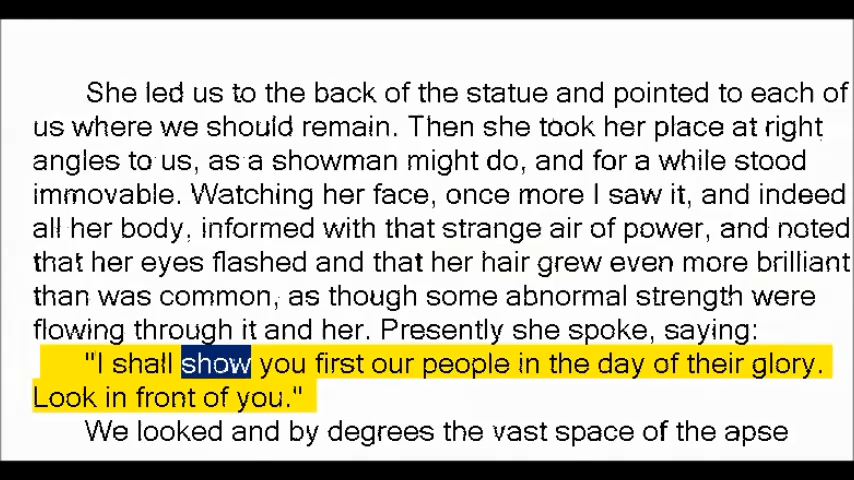 She led us to the back of the statue and pointed to each of
us where we should remain. Then she took her place at right
angles to us, as a showman might do, and for a while stood
immovable. Watching her face, once more I saw it, and indeed
all her body, informed with that strange air of power, and noted
that her eyes flashed and that her hair grew even more brilliant
than was common, as though some abnormal strength were
flowing through it and her. Presently she spoke, saying:
"I shall show you first our people in the day of their glory.
Look in front of you."
We looked and by degrees the vast space of the apse